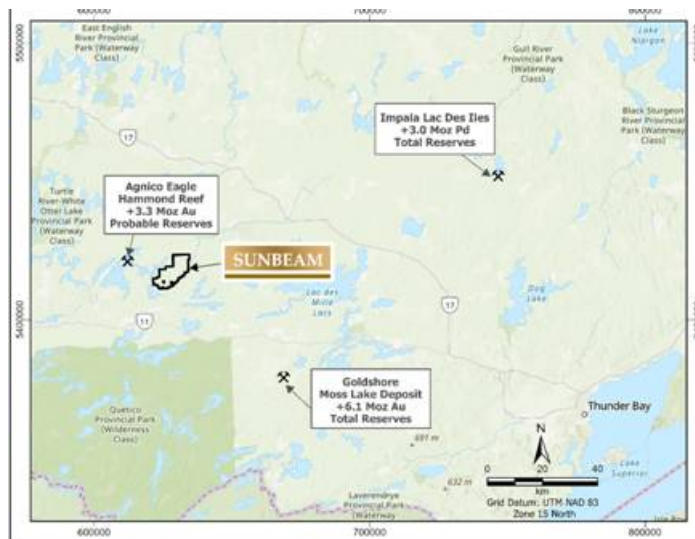 600000
700000
800000
5500000
East English
River Provincial
Park (Waterway
Class)
Gull River
Provincial Park
(Waterway
Class)
Lake
Nipigon
Black Sturgeon
River Provincial
Park (Waterway
Class)
17
Impala Lac Des Iles
+3.0 Moz Pd
Total Reserves
Turtle
River-White
Otter Lake
Provincial Park
(Waterway
Class)
Agnico Eagle
Hammond Reef
+3.3 Moz Au
Probable Reserves
SUNBEAM
Lac des
Mille
Lacs
Dog
Lake
17
11
5400000
Goldshore
Moss Lake Deposit
+6.1 Moz Au
Total Reserves
Quetico
Provincial Park
(Wilderness
Class)
Thunder Bay
691 m
632 m
N
Lake
Superior
0 20 40
km
Grid Datum: UTM NAD 83
Zone 15 North
Laverendrye
Provincial Park
(Waterway
600000
700000
800000